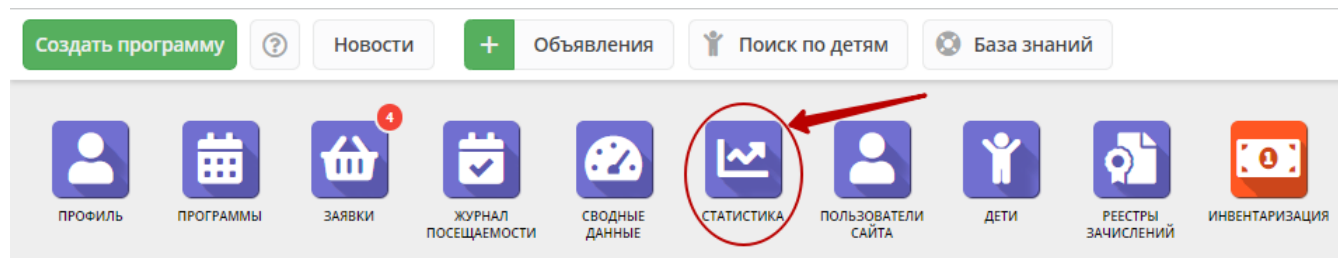 Создать программу
?
Новости
+ Объявления
Поиск по детям
База знаний
4
ПРОФИЛЬ
ПРОГРАММЫ
ЗАЯВКИ
ЖУРНАЛ
ПОСЕЩАЕМОСТИ
СВОДНЫЕ
ДАННЫЕ
СТАТИСТИКА
ПОЛЬЗОВАТЕЛИ
САЙТА
ДЕТИ
РЕЕСТРЫ
ЗАЧИСЛЕНИЙ
1
ИНВЕНТАРИЗАЦИЯ